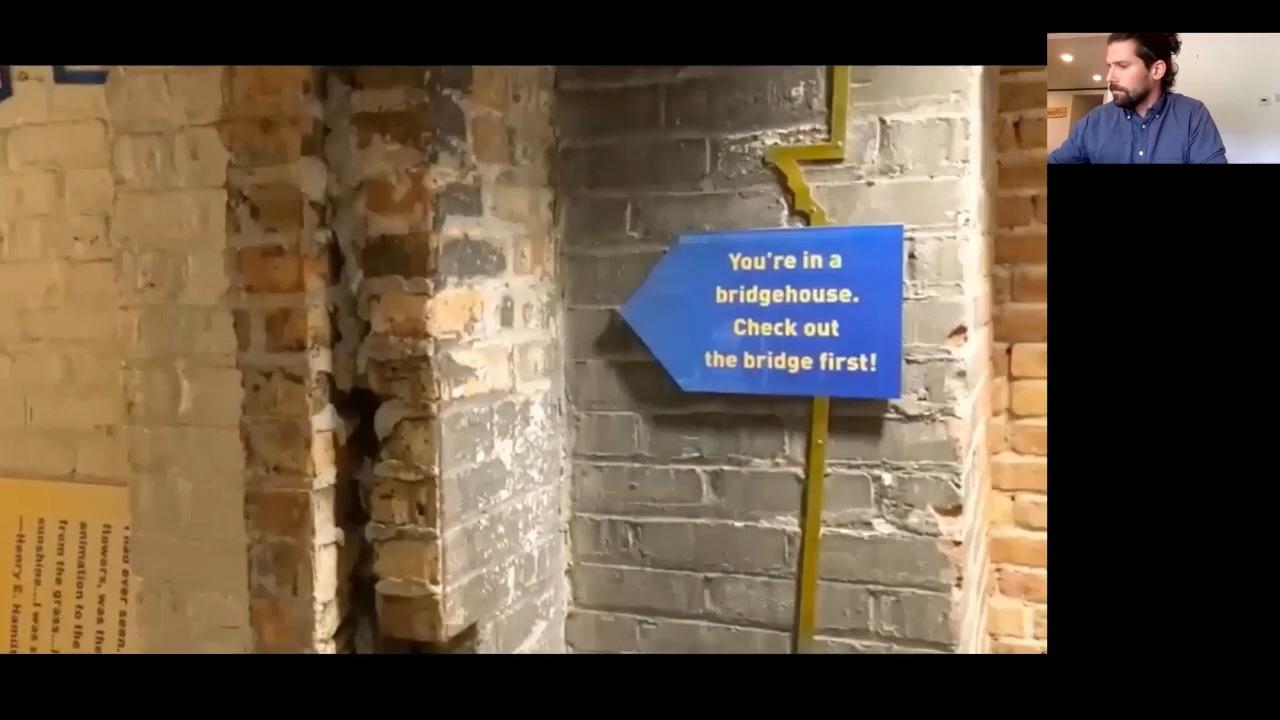 You're in a
bridgehouse.
Check out
the bridge first!
had ever seen.
flowers, was the
animation to the
from the grass...
sunshine...I was
—Henry E. Hamil